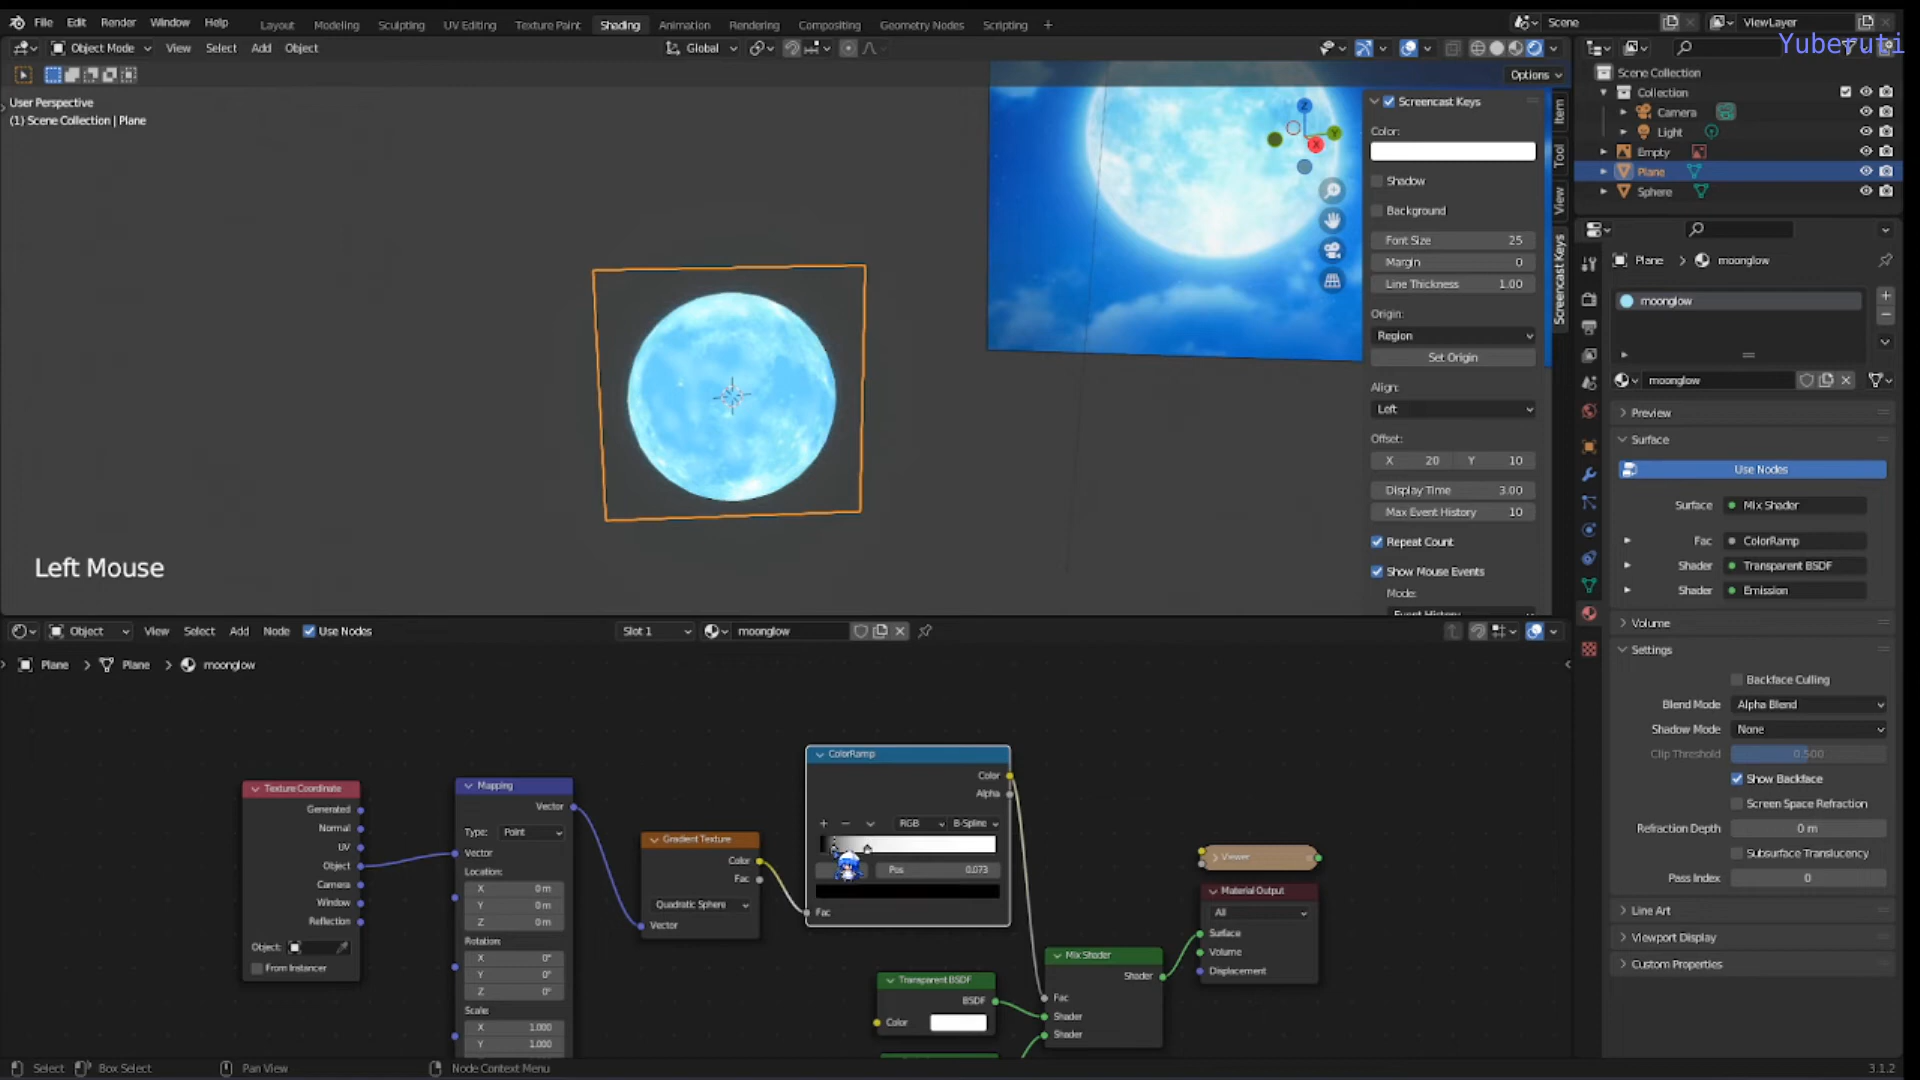 File Edit Render Window Help
Layout Modeling Sculpting UV Editing Texture Paint Shading Animation Rendering Compositing Geometry Nodes Scripting +
Scene
ViewLayer
Yuberuti
Object Mode View Select Add Object
Global
Options
User Perspective
(1) Scene Collection | Plane
Left Mouse
Screencast Keys
Color:
Shadow
Background
Font Size 25
Margin 0
Line Thickness 1.00
Origin:
Region
Set Origin
Align:
Left
Offset:
X 20 Y 10
Display Time 3.00
Max Event History 10
Repeat Count
Show Mouse Events
Mode:
Event History
Item
Tool
View
Screencast Keys
Scene Collection
Collection
Camera
Light
Empty
Plane
Sphere
Plane > moonglow
moonglow
moonglow
Preview
Surface
Use Nodes
Surface Mix Shader
Fac ColorRamp
Shader Transparent BSDF
Shader Emission
Volume
Settings
Backface Culling
Blend Mode Alpha Blend
Shadow Mode None
Clip Threshold 0.500
Show Backface
Screen Space Refraction
Refraction Depth 0 m
Subsurface Translucency
Pass Index 0
Line Art
Viewport Display
Custom Properties
Object View Select Add Node Use Nodes
Slot 1
moonglow
Plane > Plane > moonglow
Texture Coordinate
Generated
Normal
UV
Object
Camera
Window
Reflection
Object:
From Instancer
Mapping
Vector
Type: Point
Vector
Location:
X 0 m
Y 0 m
Z 0 m
Rotation:
X 0°
Y 0°
Z 0°
Scale:
X 1.000
Y 1.000
Gradient Texture
Color
Fac
Quadratic Sphere
Vector
ColorRamp
Color
Alpha
+ − RGB B-Spline
Pos 0.073
Fac
Transparent BSDF
BSDF
Color
Mix Shader
Shader
Fac
Shader
Shader
Viewer
Material Output
All
Surface
Volume
Displacement
Select Box Select Pan View Node Context Menu
3.1.2